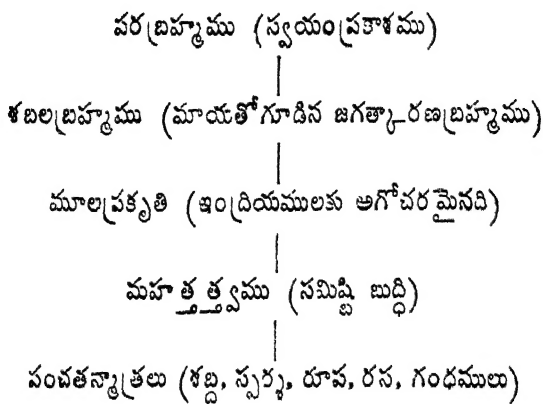 పరబ్రహ్మము (స్వయంప్రకాశము)
శబలబ్రహ్మము (మాయతోగూడిన జగత్కారణబ్రహ్మము)
మూలప్రకృతి (ఇంద్రియములకు అగోచరమైనది)
మహత్తత్త్వము (సమిష్టి బుద్ధి)
పంచతన్మాత్రలు (శబ్ద, స్పర్శ, రూప, రస, గంధములు)